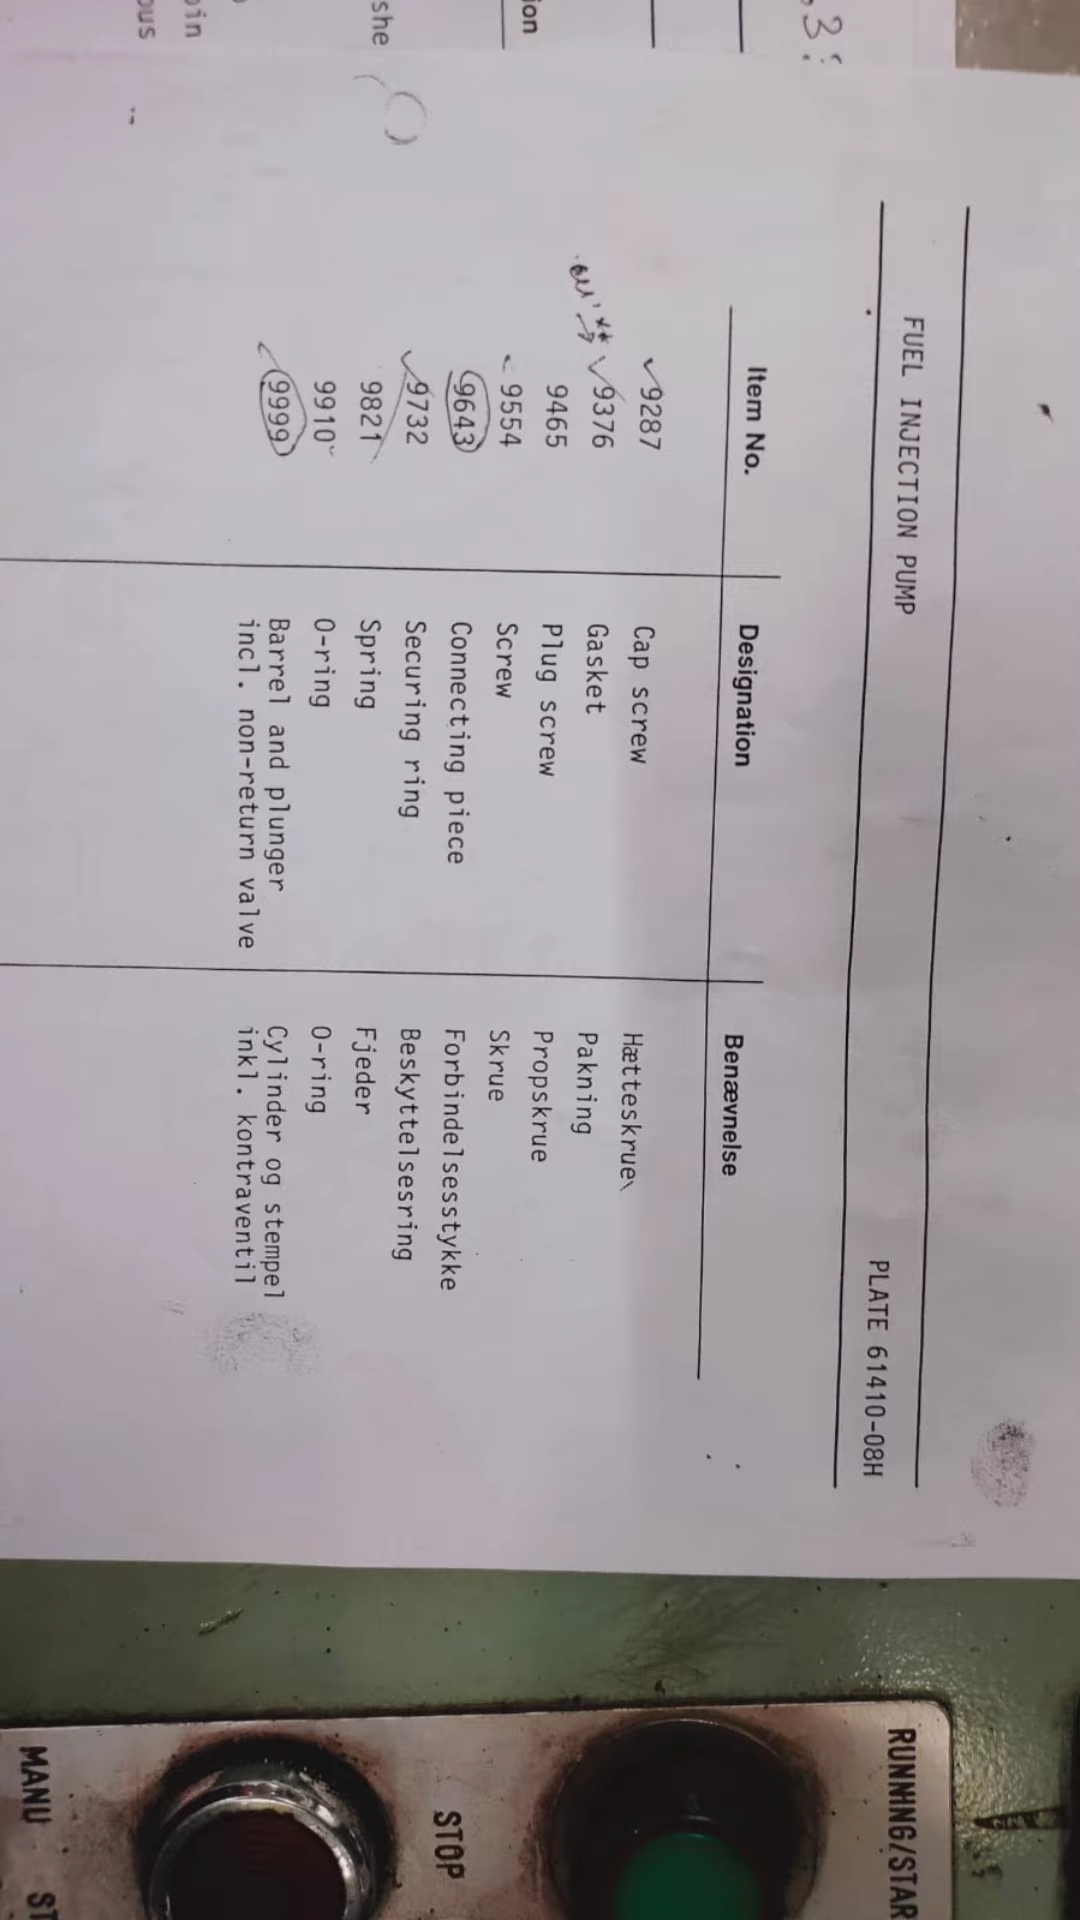 FUEL INJECTION PUMP PLATE 61410-08H
Item No. Designation Benævnelse
9287 Cap screw Hætteskrue
** 9376 Gasket Pakning
9465 Plug screw Propskrue
9554 Screw Skrue
9643 Connecting piece Forbindelsesstykke
9732 Securing ring Beskyttelsesring
9821 Spring Fjeder
9910 O-ring O-ring
9999 Barrel and plunger Cylinder og stempel
incl. non-return valve inkl. kontraventil
ion
she
RUNNING/STAR
STOP
MANU